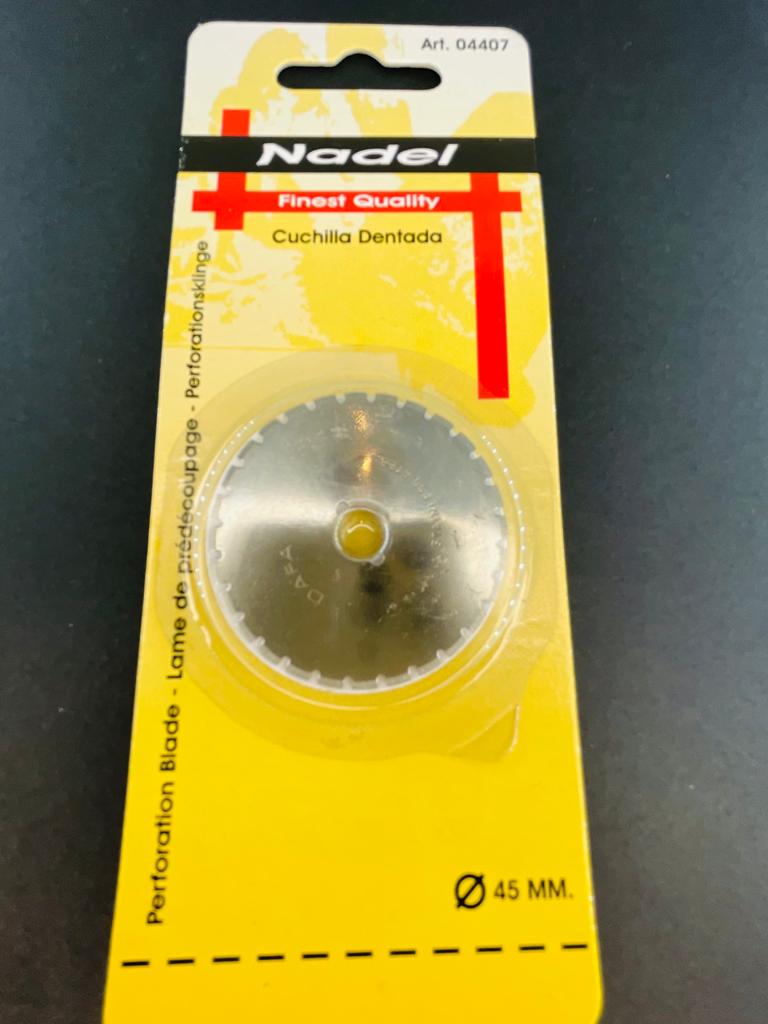 Art. 04407
Nadel
Finest Quality
Cuchilla Dentada
Perforation Blade - Lame de prédécoupage - Perforationsklinge
DAFA
Ø 45 MM.